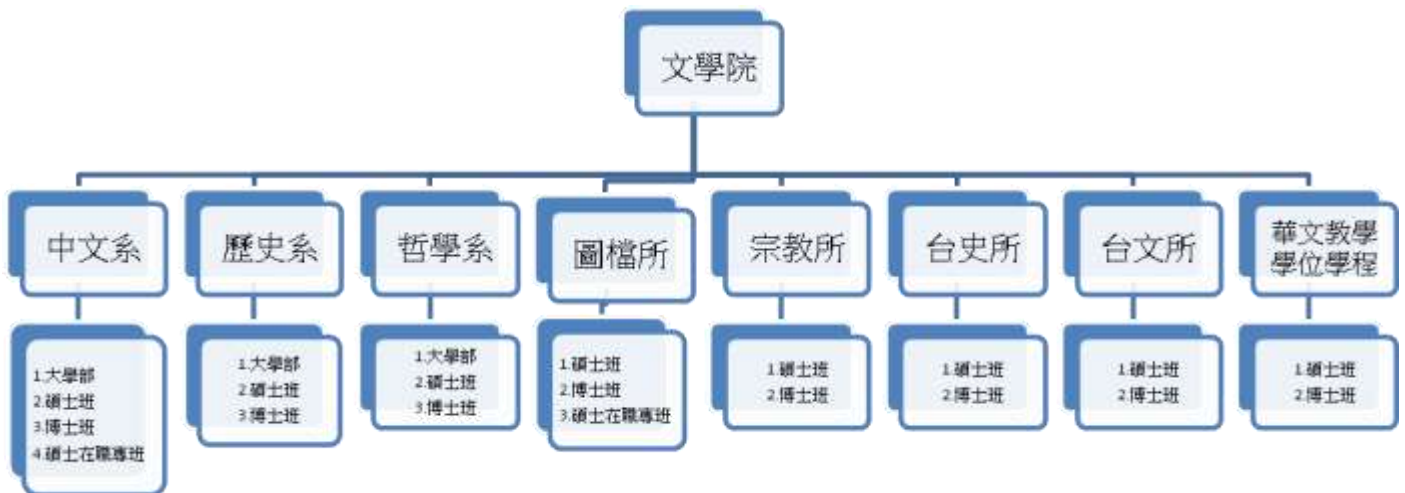 文學院
中文系
歷史系
哲學系
圖檔所
宗教所
台史所
台文所
華文教學
學位學程
1.大學部
2.碩士班
3.博士班
4.碩士在職專班
1.大學部
2.碩士班
3.博士班
1.大學部
2.碩士班
3.博士班
1.碩士班
2.博士班
3.碩士在職專班
1.碩士班
2.博士班
1.碩士班
2.博士班
1.碩士班
2.博士班
1.碩士班
2.博士班